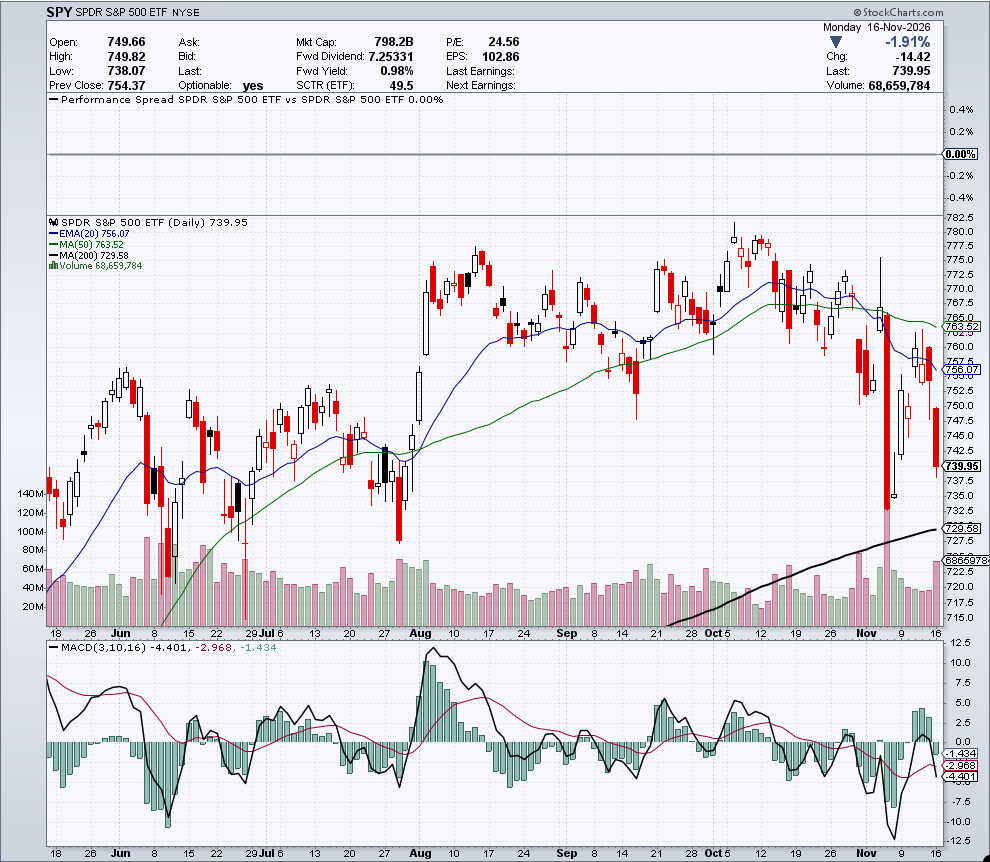 SPY SPDR S&P 500 ETF NYSE
© StockCharts.com
Monday 16-Nov-2026
Open: 749.66 Ask: Mkt Cap: 798.2B P/E: 24.56 -1.91%
High: 749.82 Bid: Fwd Dividend: 7.25331 EPS: 102.86 Chg: -14.42
Low: 738.07 Last: Fwd Yield: 0.98% Last Earnings: Last: 739.95
Prev Close: 754.37 Optionable: yes SCTR (ETF): 49.5 Next Earnings: Volume: 68,659,784
Performance Spread SPDR S&P 500 ETF vs SPDR S&P 500 ETF 0.00%
0.4%
0.2%
0.00%
-0.2%
-0.4%
SPDR S&P 500 ETF (Daily) 739.95
EMA(20) 756.07
MA(50) 763.52
MA(200) 729.58
Volume 68,659,784
782.5
780.0
777.5
775.0
772.5
770.0
767.5
765.0
763.52
762.5
760.0
757.5
756.07
755.0
752.5
750.0
747.5
745.0
742.5
739.95
737.5
735.0
732.5
729.58
727.5
68659784
722.5
720.0
717.5
715.0
140M
120M
100M
80M
60M
40M
20M
18 26 Jun 8 15 22 29 Jul 6 13 20 27 Aug 10 17 24 Sep 8 14 21 28 Oct 5 12 19 26 Nov 9 16
MACD(3,10,16) -4.401, -2.968, -1.434
12.5
10.0
7.5
5.0
2.5
0.0
-1.434
-2.968
-4.401
-7.5
-10.0
-12.5
18 26 Jun 8 15 22 29 Jul 6 13 20 27 Aug 10 17 24 Sep 8 14 21 28 Oct 5 12 19 26 Nov 9 16